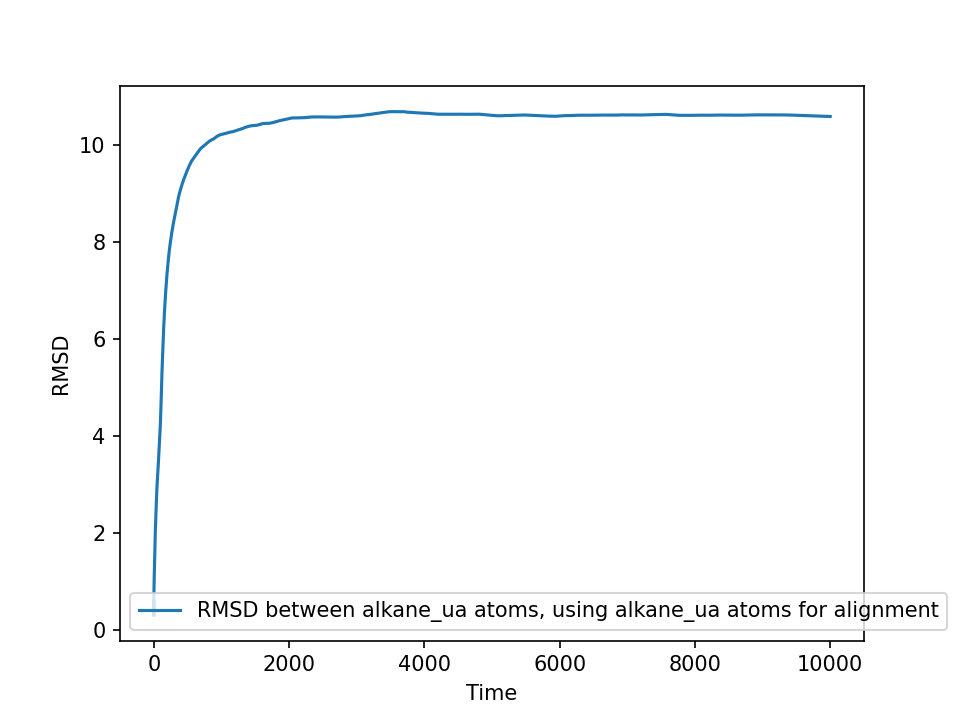 10
8
6
4
2
0
RMSD
RMSD between alkane_ua atoms, using alkane_ua atoms for alignment
0 2000 4000 6000 8000 10000
Time